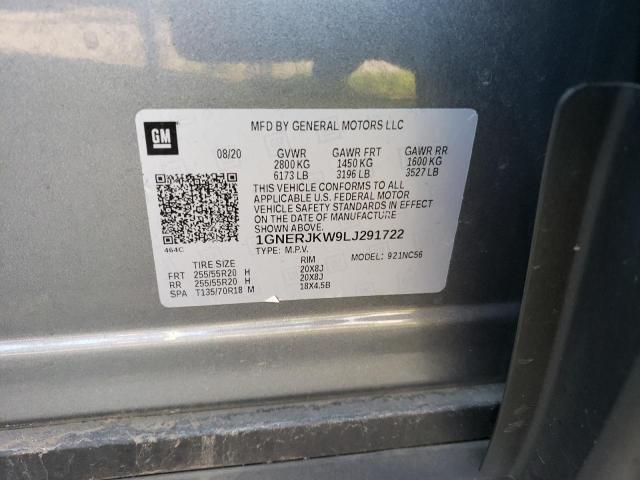 GM
MFD BY GENERAL MOTORS LLC
08/20 GVWR GAWR FRT GAWR RR
2800 KG 1450 KG 1600 KG
6173 LB 3196 LB 3527 LB
THIS VEHICLE CONFORMS TO ALL
APPLICABLE U.S. FEDERAL MOTOR
VEHICLE SAFETY STANDARDS IN EFFECT
ON THE DATE OF MANUFACTURE
SHOWN ABOVE.
464C 1GNERJKW9LJ291722
TYPE: M.P.V. MODEL: 921NC56
TIRE SIZE RIM
FRT 255/55R20 H 20X8J
RR 255/55R20 H 20X8J
SPA T135/70R18 M 18X4.5B